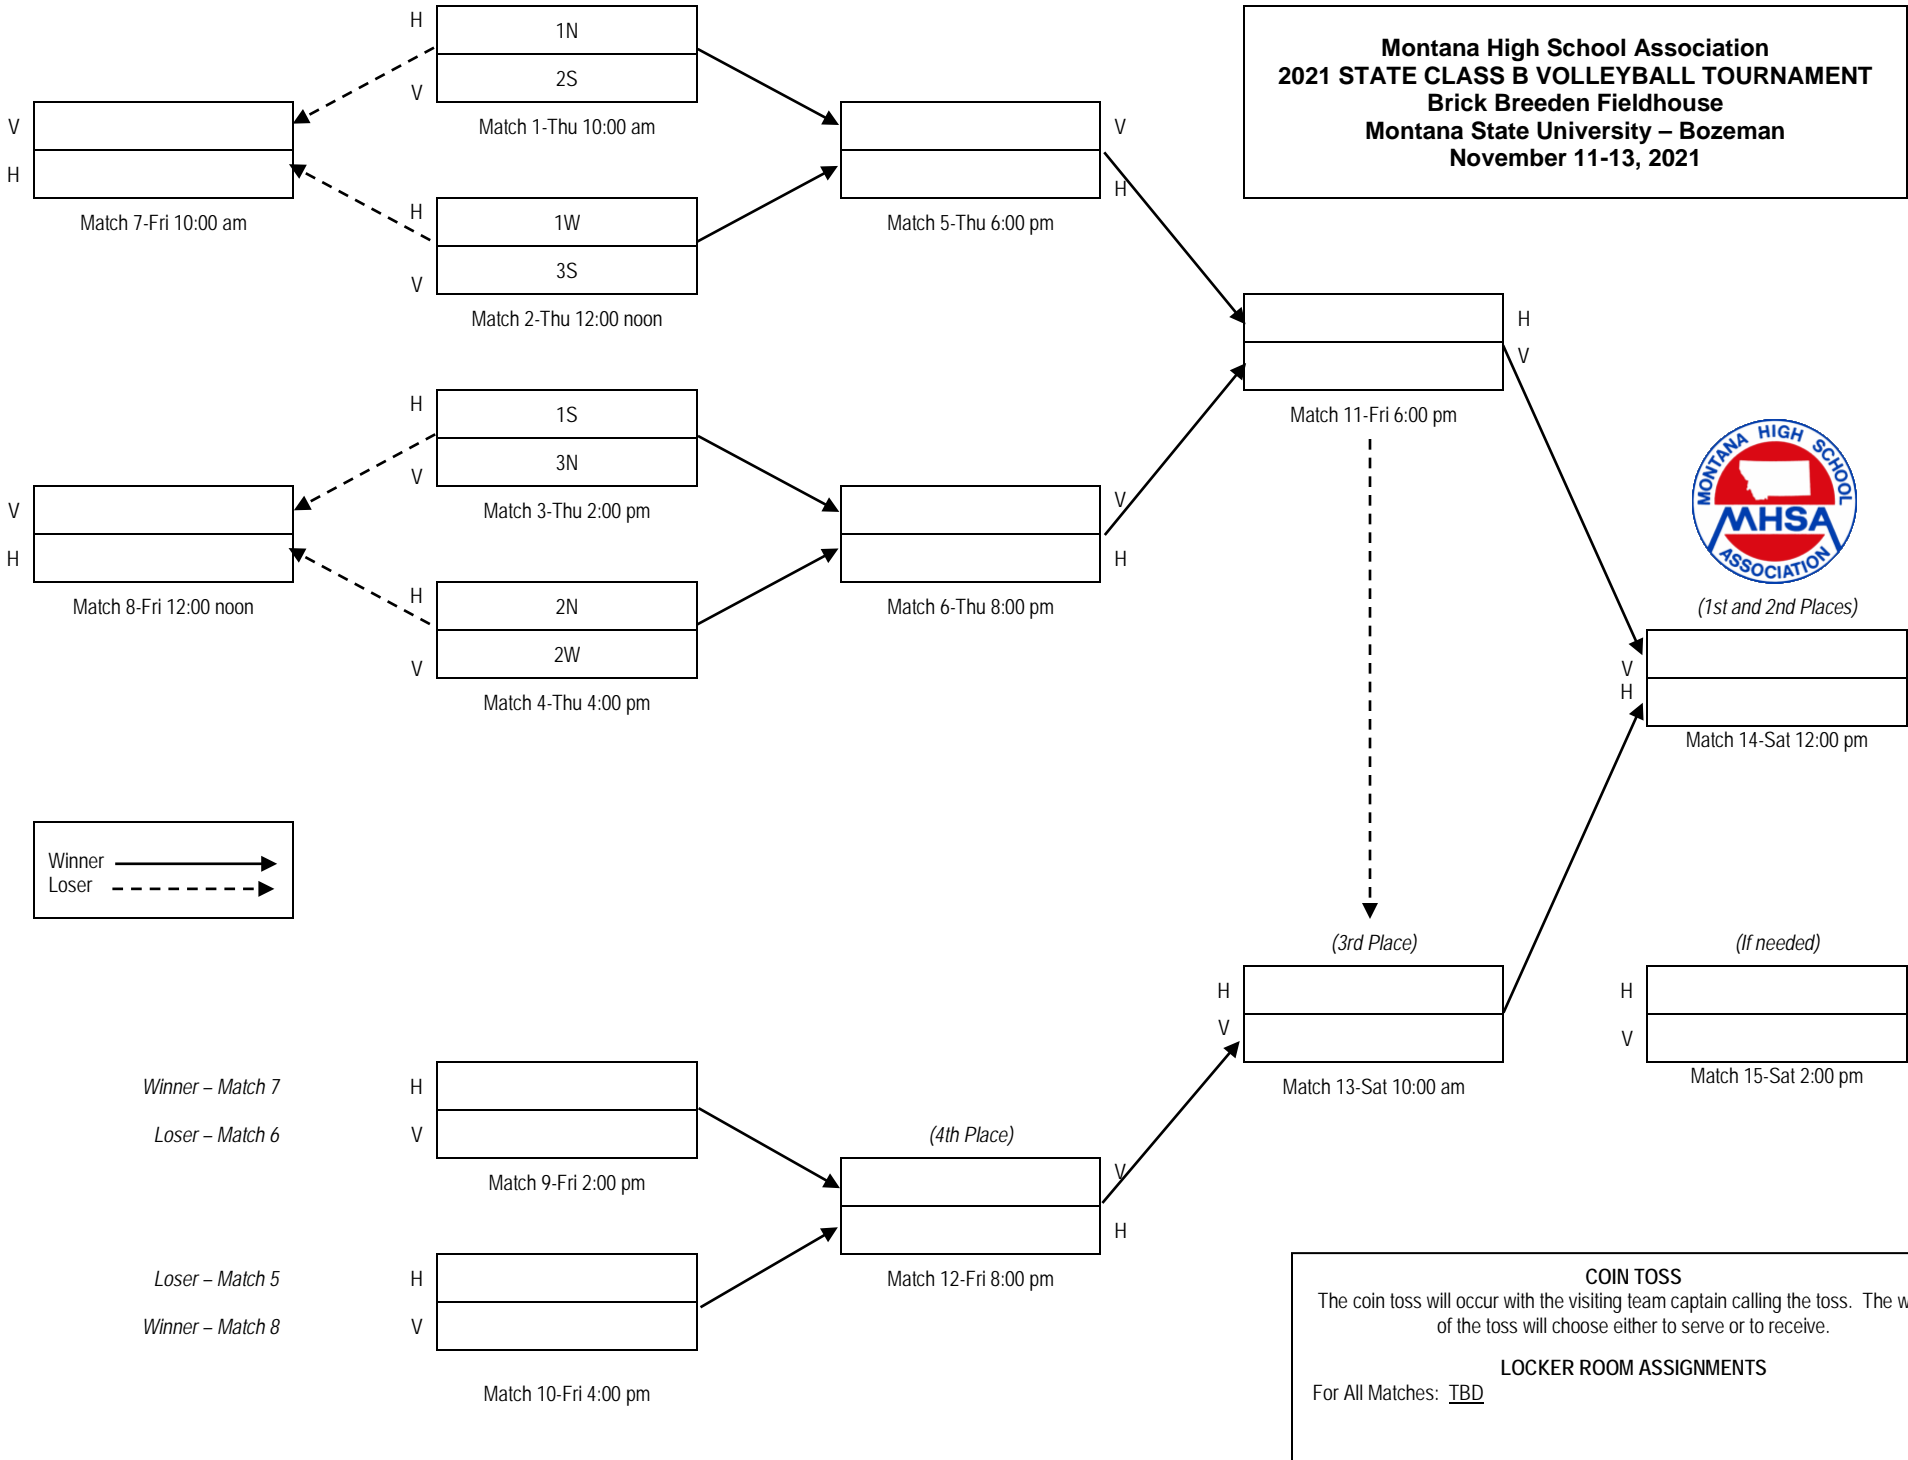 Montana High School Association
2021 STATE CLASS B VOLLEYBALL TOURNAMENT
Brick Breeden Fieldhouse
Montana State University – Bozeman
November 11-13, 2021
H 1N
V 2S
Match 1-Thu 10:00 am
V
H
Match 7-Fri 10:00 am
H 1W
V 3S
Match 2-Thu 12:00 noon
V
H
Match 5-Thu 6:00 pm
H 1S
V 3N
Match 3-Thu 2:00 pm
V
H
Match 8-Fri 12:00 noon
H 2N
V 2W
Match 4-Thu 4:00 pm
V
H
Match 6-Thu 8:00 pm
H
V
Match 11-Fri 6:00 pm
MONTANA HIGH SCHOOL
MHSA
ASSOCIATION
(1st and 2nd Places)
V
H
Match 14-Sat 12:00 pm
Winner
Loser
(3rd Place)
H
V
Match 13-Sat 10:00 am
(If needed)
H
V
Match 15-Sat 2:00 pm
Winner – Match 7 H
Loser – Match 6 V
Match 9-Fri 2:00 pm
(4th Place)
V
H
Match 12-Fri 8:00 pm
Loser – Match 5 H
Winner – Match 8 V
Match 10-Fri 4:00 pm
COIN TOSS
The coin toss will occur with the visiting team captain calling the toss. The
of the toss will choose either to serve or to receive.
LOCKER ROOM ASSIGNMENTS
For All Matches: TBD